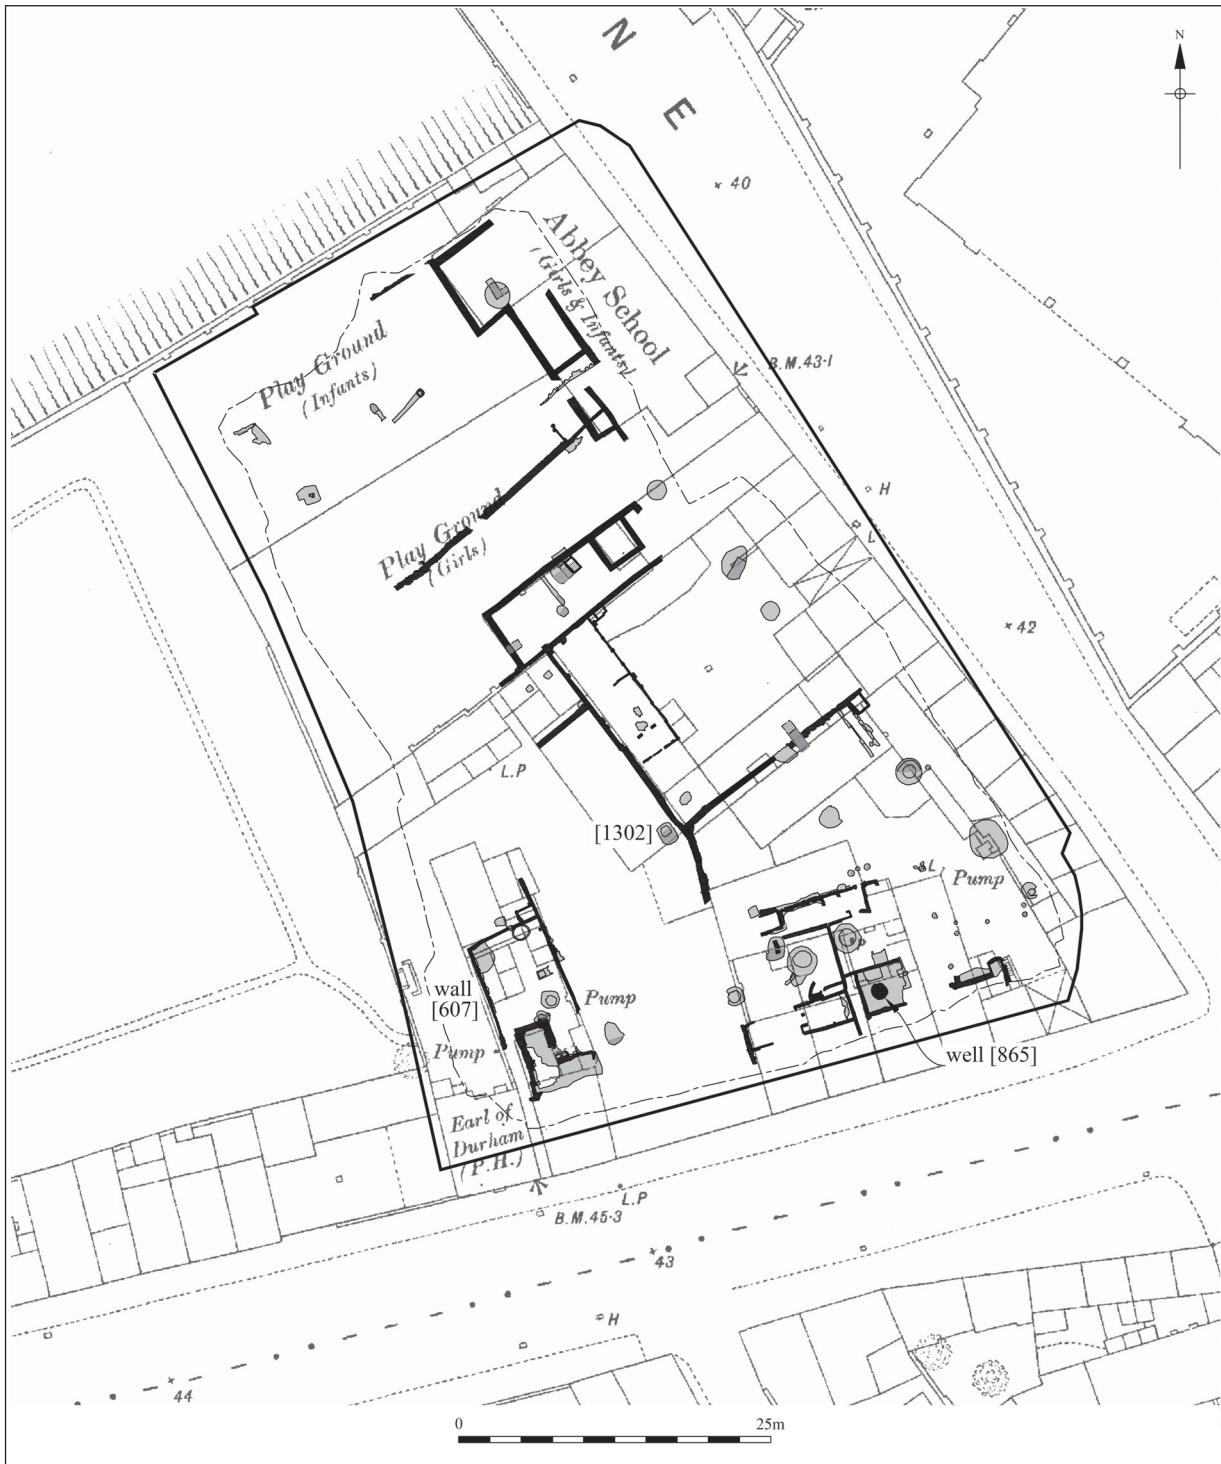 N
E
N
40
Abbey School
(Girls & Infants)
Play Ground
(Infants)
B.M. 43·1
H
L
Play Ground
(Girls)
42
L.P
[1302]
L
Pump
wall
[607]
Pump
Pump
well [865]
Earl of
Durham
(P.H.)
L.P
B.M. 45·3
43
H
44
0
25m